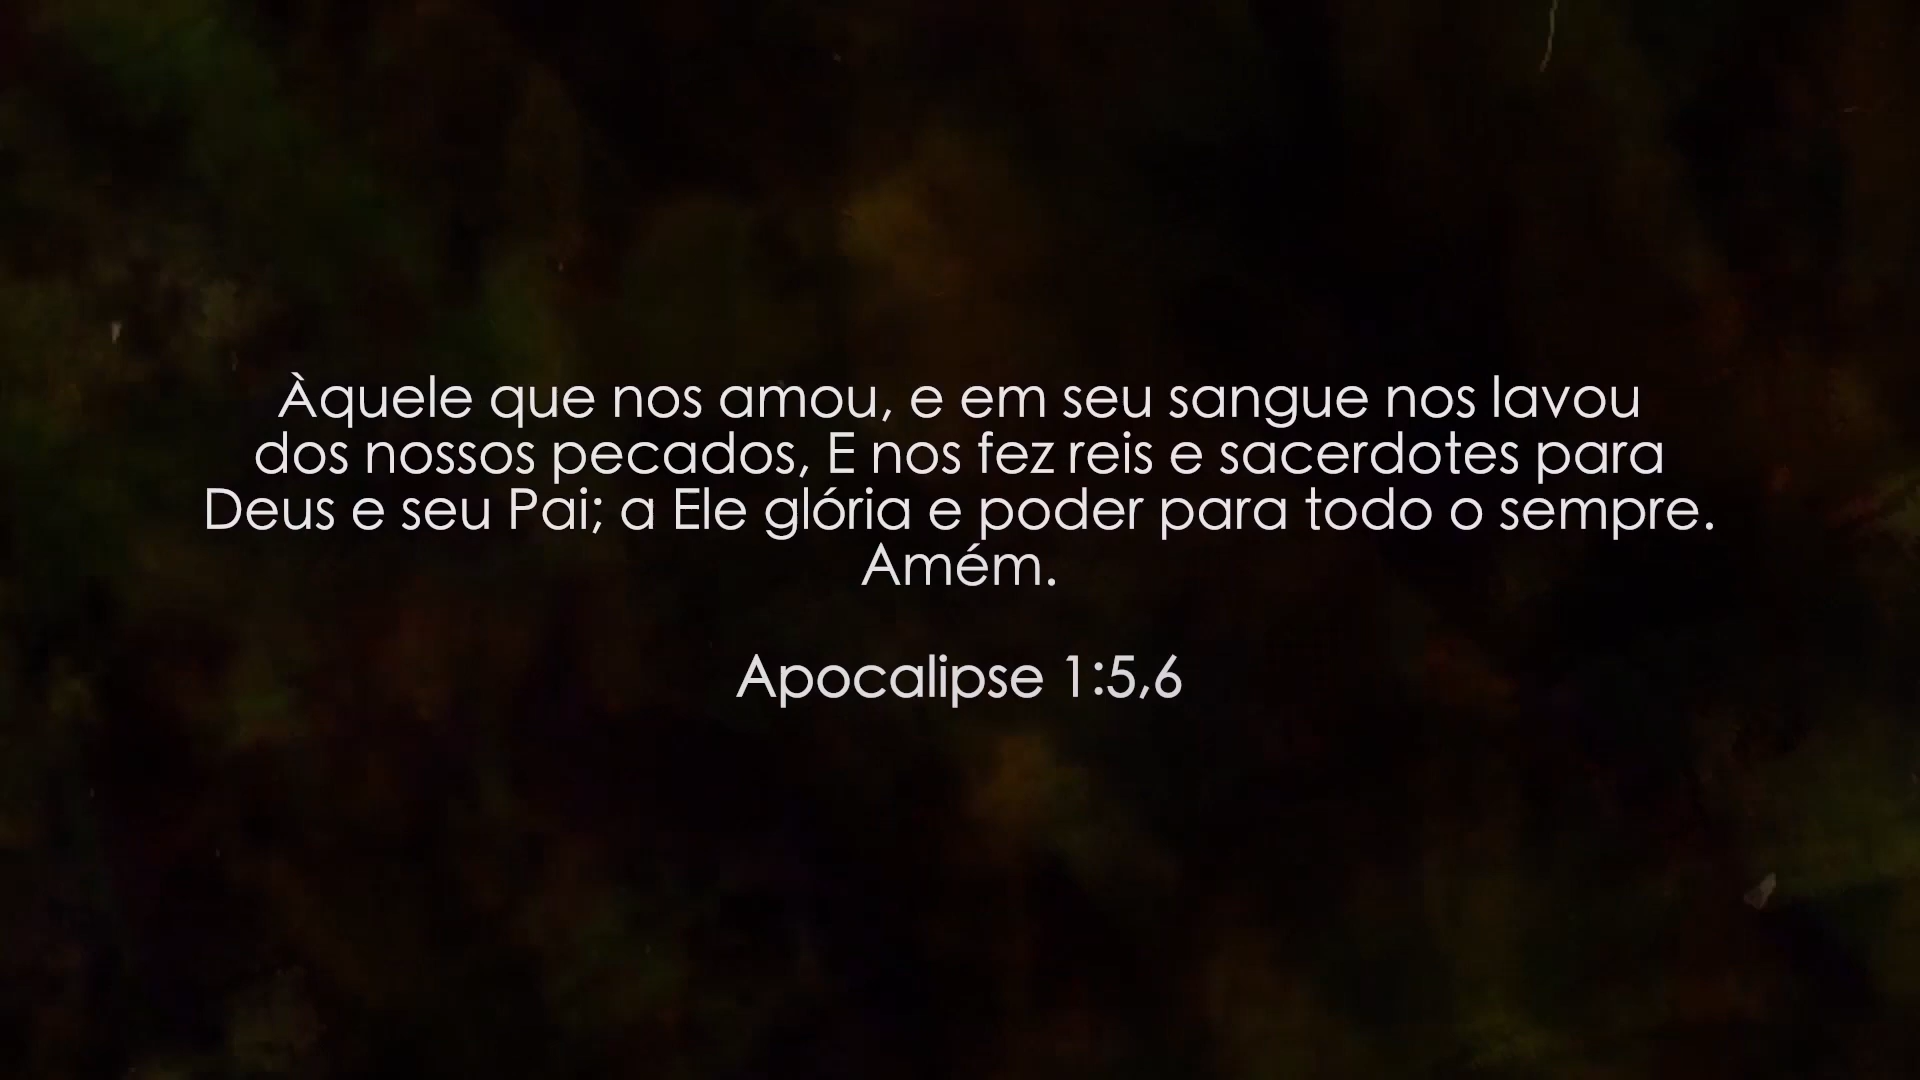 Àquele que nos amou, e em seu sangue nos lavou
dos nossos pecados, E nos fez reis e sacerdotes para
Deus e seu Pai; a Ele glória e poder para todo o sempre.
Amém.
Apocalipse 1:5,6